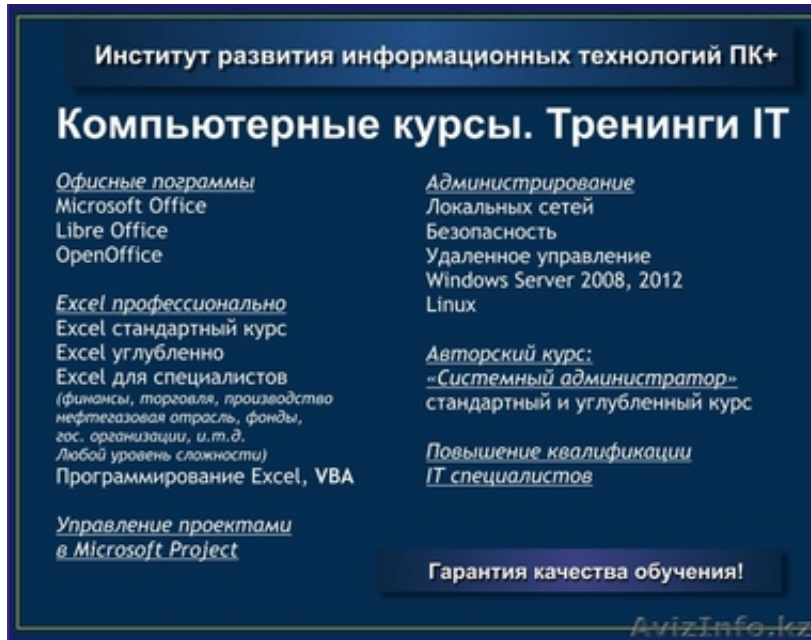 Институт развития информационных технологий ПК+
Компьютерные курсы. Тренинги IT
Офисные пограммы
Microsoft Office
Libre Office
OpenOffice
Excel профессионально
Excel стандартный курс
Excel углубленно
Excel для специалистов
(финансы, торговля, производство
нефтегазовая отрасль, фонды,
гос. организации, и.т.д.
Любой уровень сложности)
Программирование Excel, VBA
Управление проектами
в Microsoft Project
Администрирование
Локальных сетей
Безопасность
Удаленное управление
Windows Server 2008, 2012
Linux
Авторский курс:
«Системный администратор»
стандартный и углубленный курс
Повышение квалификации
IT специалистов
Гарантия качества обучения!
AvizInfo.kz